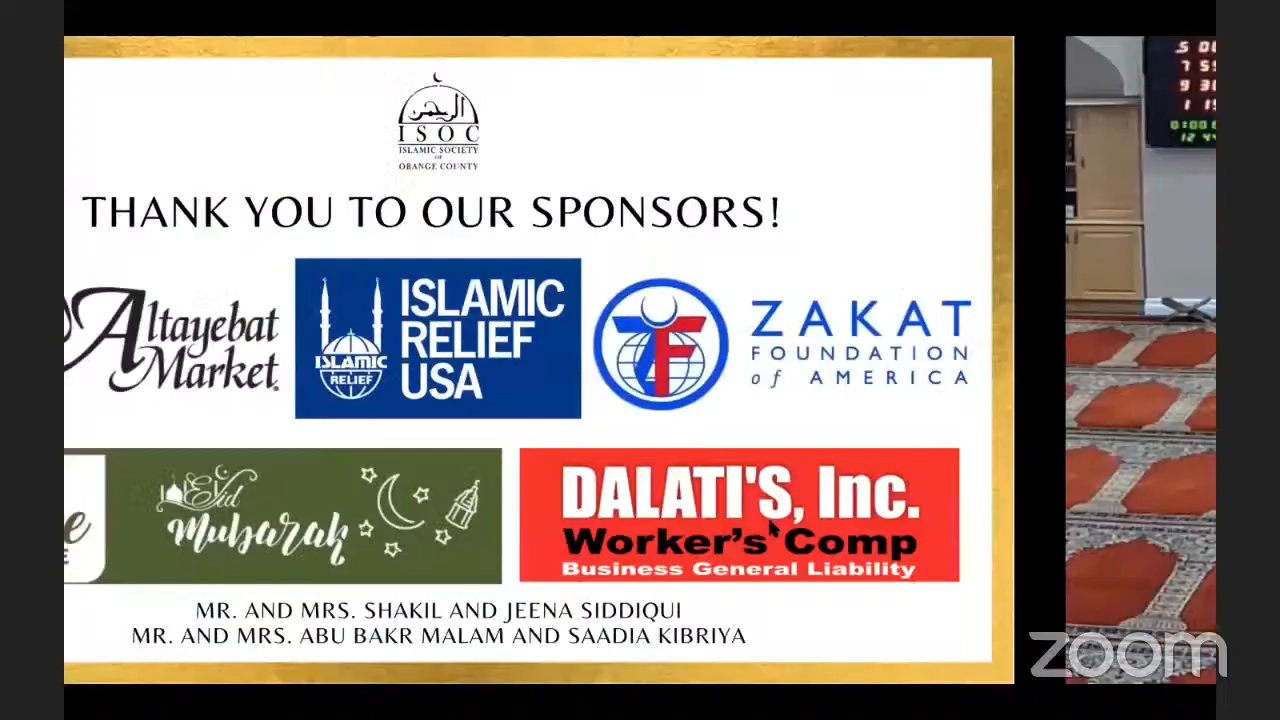 الرحمن
ISOC
ISLAMIC SOCIETY
OF
ORANGE COUNTY
THANK YOU TO OUR SPONSORS!
Altayebat
Market
ISLAMIC
RELIEF
USA
ISLAMIC
RELIEF
ZF
ZAKAT
FOUNDATION
of AMERICA
Eid
Mubarak
DALATI'S, Inc.
Worker's Comp
Business General Liability
MR. AND MRS. SHAKIL AND JEENA SIDDIQUI
MR. AND MRS. ABU BAKR MALAM AND SAADIA KIBRIYA
zoom